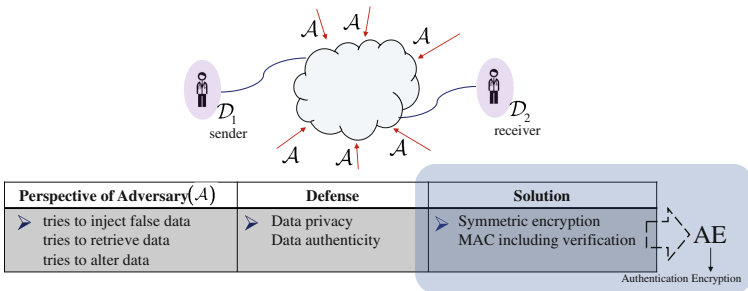 𝒜 𝒜 𝒜
𝒟₁
sender
𝒟₂
receiver
𝒜 𝒜 𝒜
Perspective of Adversary(𝒜) Defense Solution
➢ tries to inject false data
tries to retrieve data
tries to alter data
➢ Data privacy
Data authenticity
➢ Symmetric encryption
MAC including verification
AE
Authentication Encryption